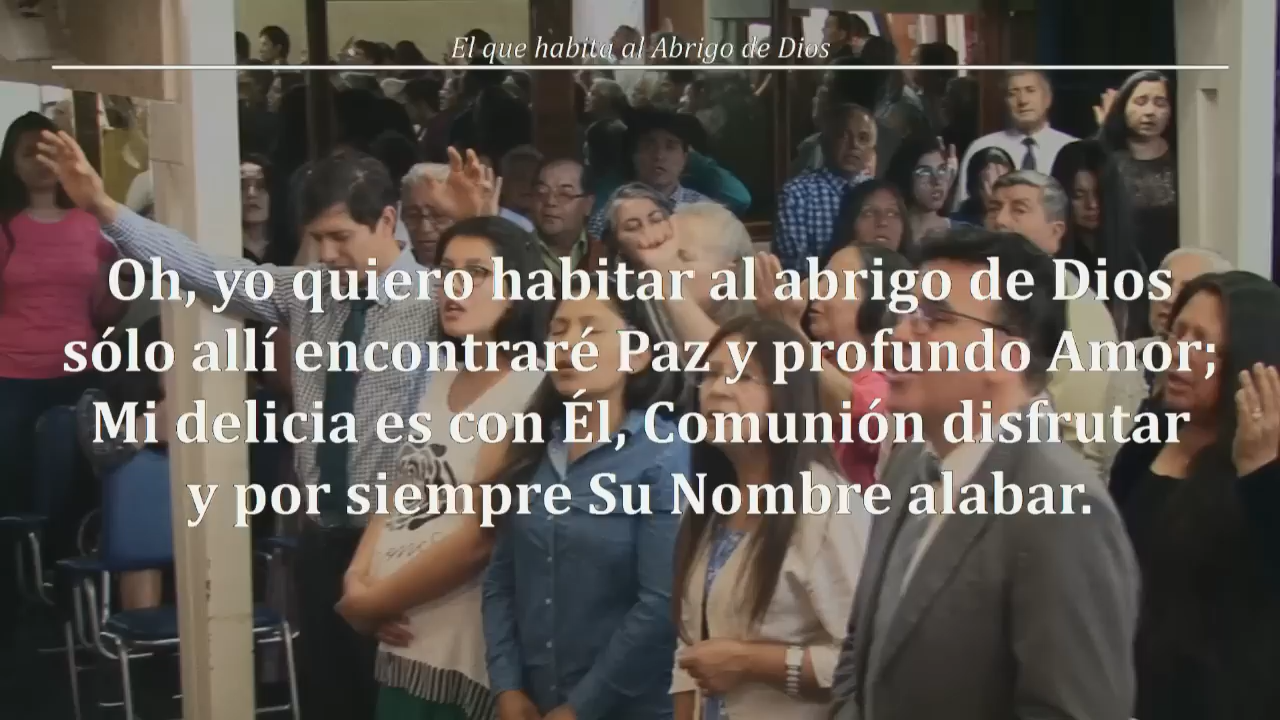 El que habita al Abrigo de Dios
Oh, yo quiero habitar al abrigo de Dios
sólo allí encontraré Paz y profundo Amor;
Mi delicia es con Él, Comunión disfrutar
y por siempre Su Nombre alabar.